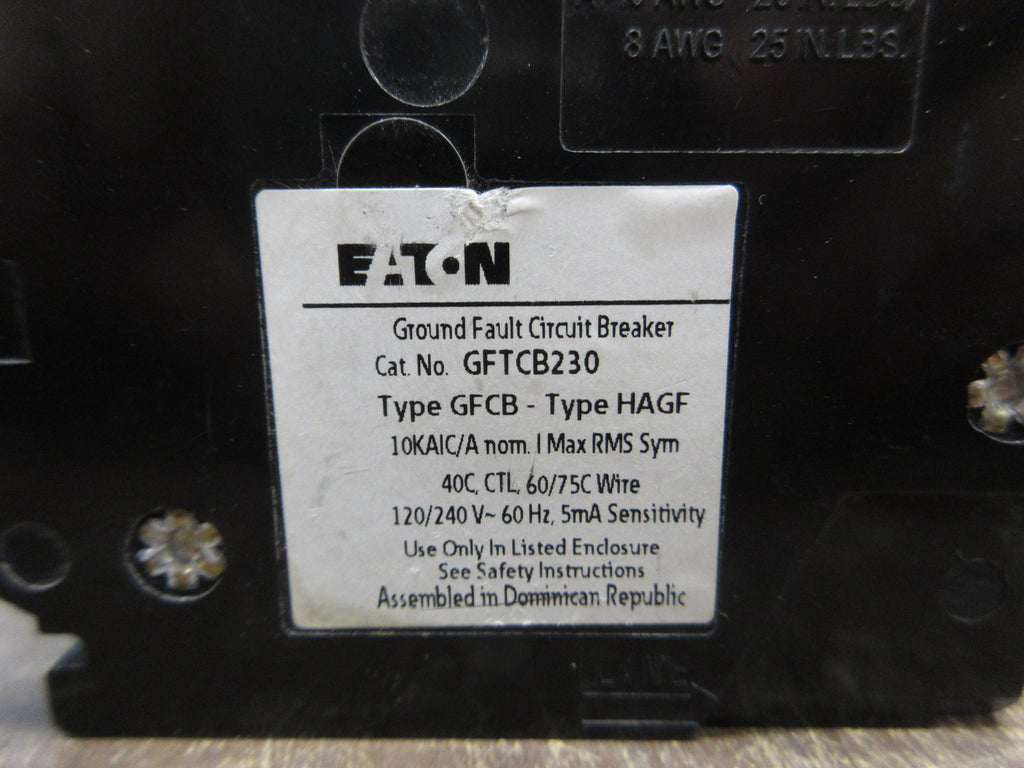 8 AWG 25 IN. LBS.
EATON
Ground Fault Circuit Breaker
Cat. No. GFTCB230
Type GFCB - Type HAGF
10KAIC/A nom. I Max RMS Sym
40C, CTL, 60/75C Wire
120/240 V~ 60 Hz, 5mA Sensitivity
Use Only In Listed Enclosure
See Safety Instructions
Assembled in Dominican Republic